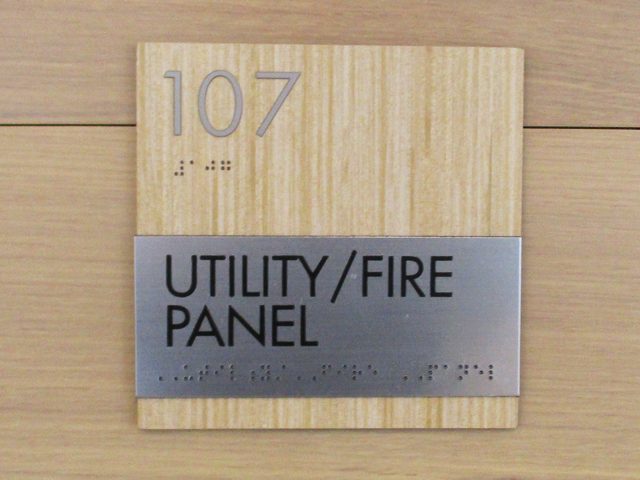 107
⠼⠁⠚⠛
UTILITY/FIRE
PANEL